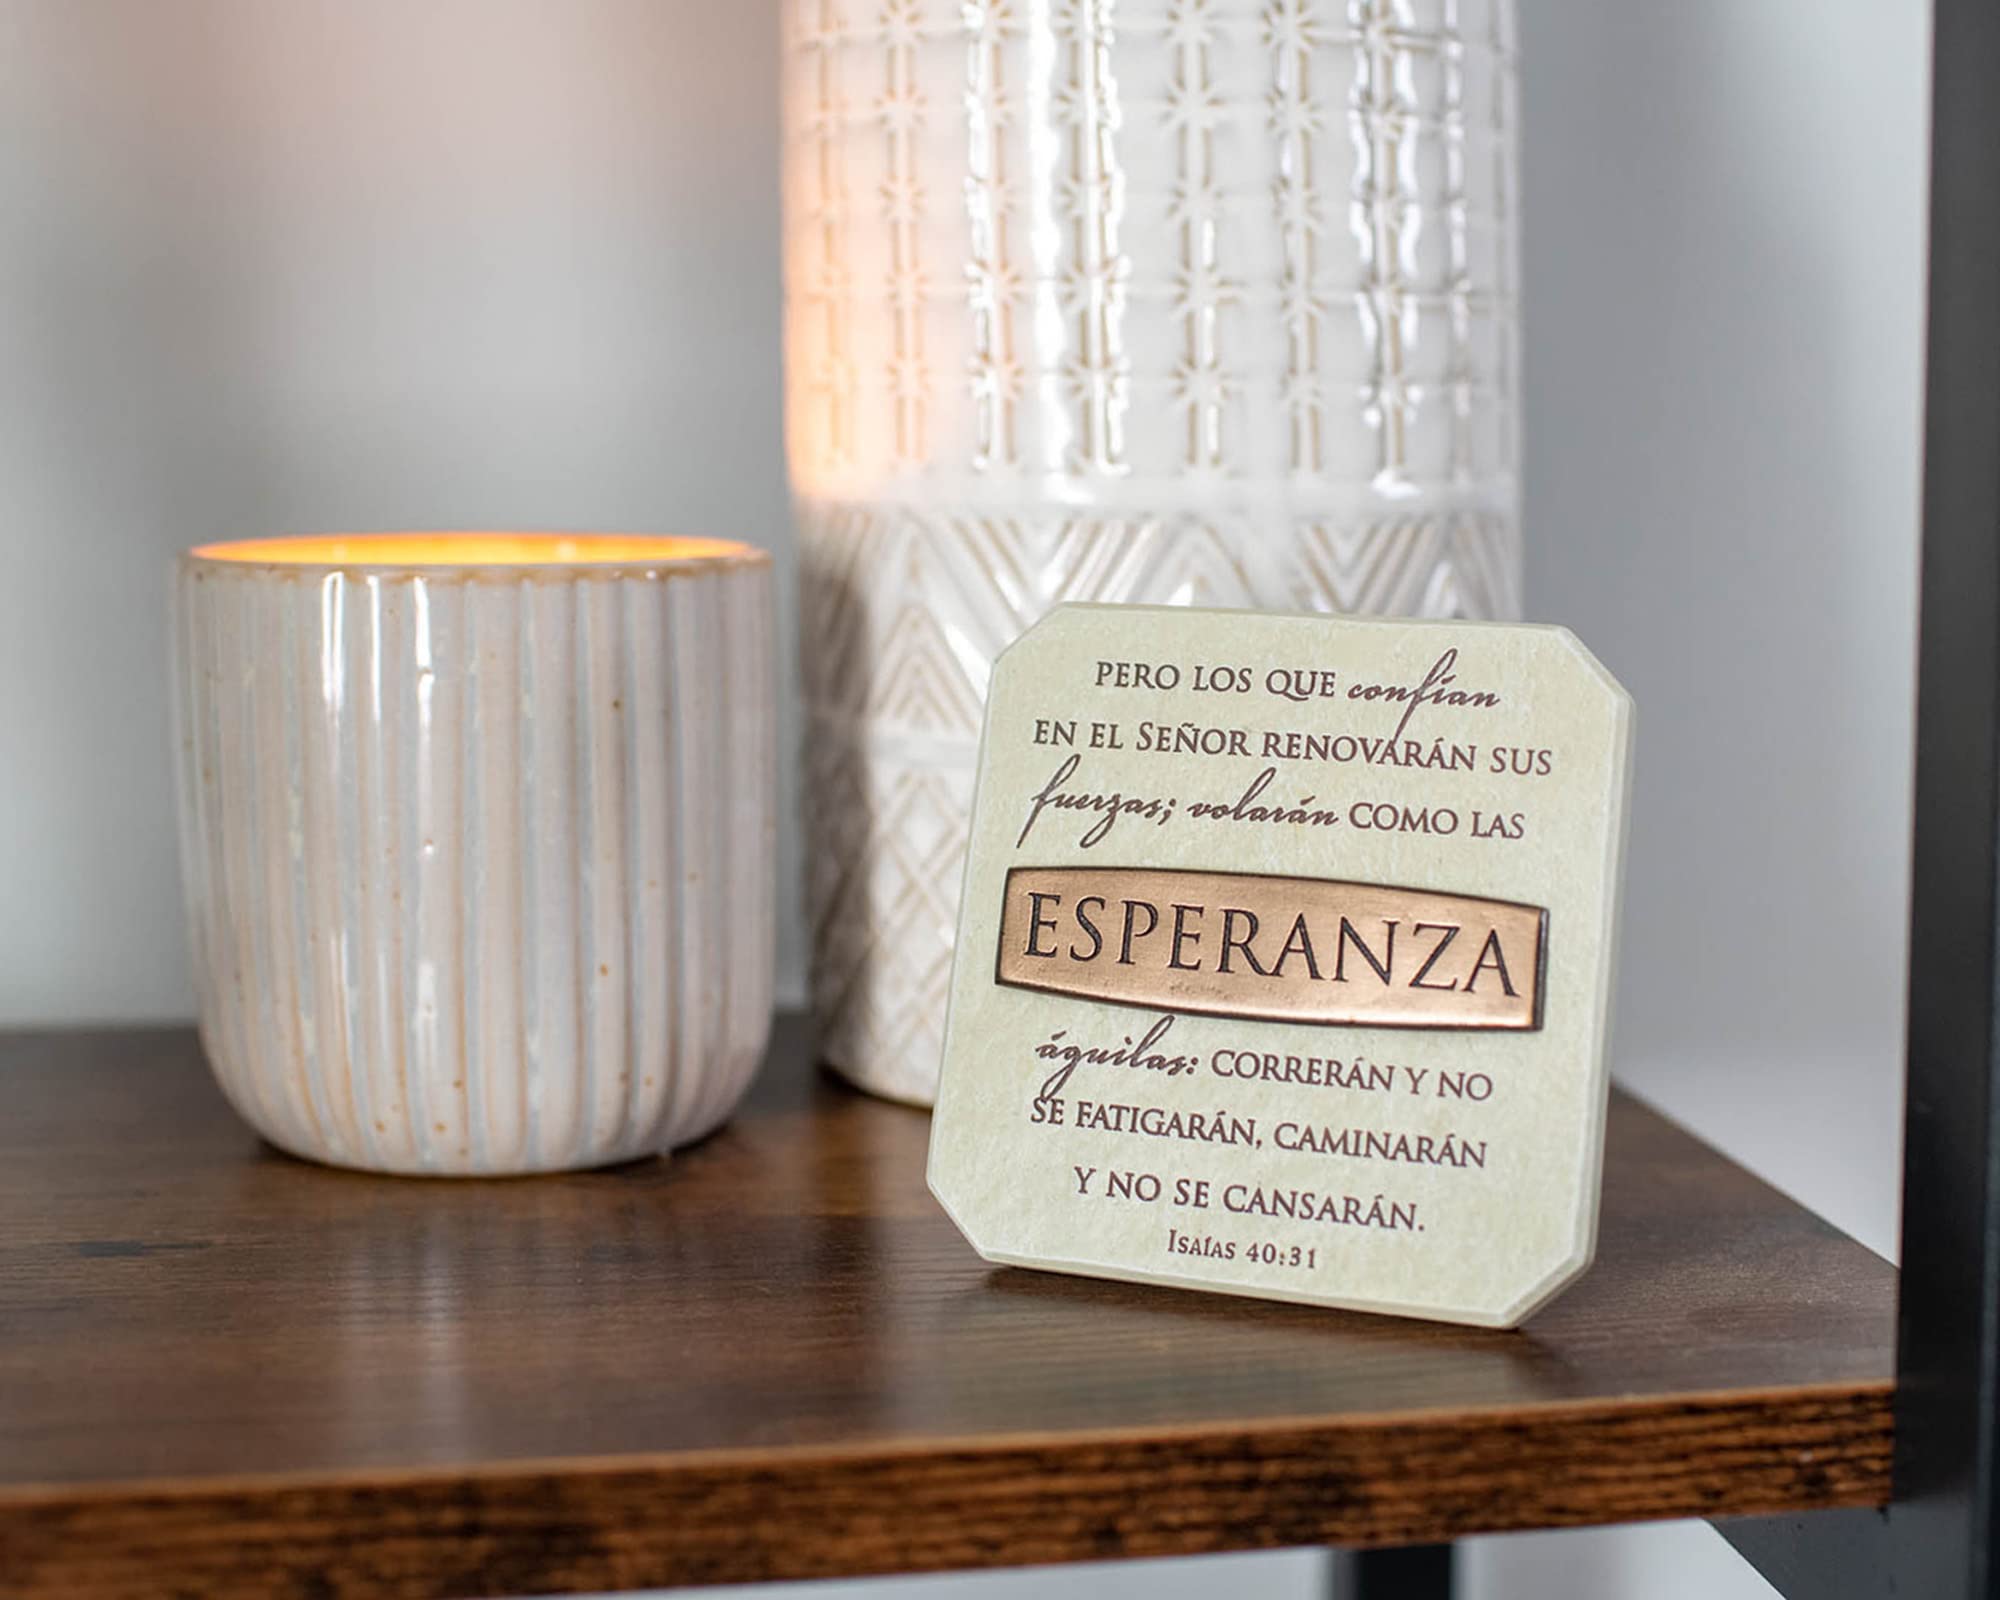 PERO LOS QUE confían
EN EL SEÑOR RENOVARÁN SUS
fuerzas; volarán COMO LAS
ESPERANZA
águilas: CORRERÁN Y NO
SE FATIGARÁN, CAMINARÁN
Y NO SE CANSARÁN.
ISAÍAS 40:31